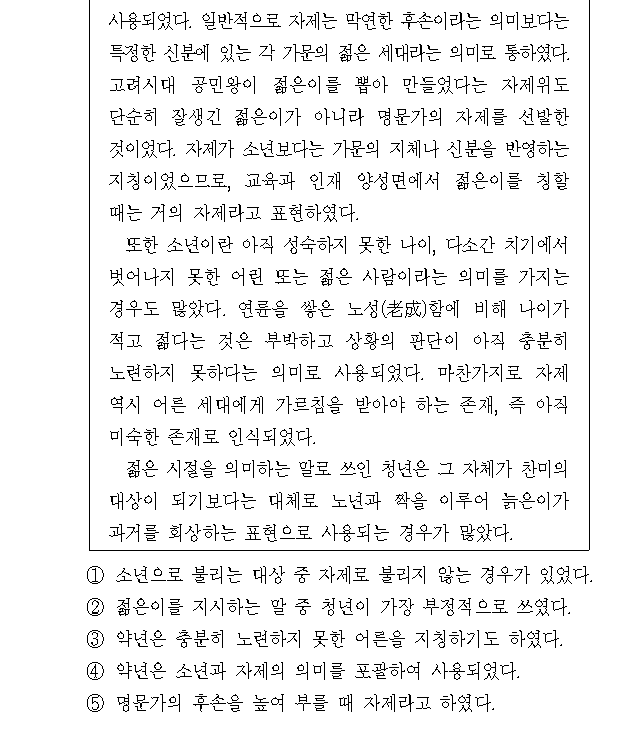 사용되었다. 일반적으로 자제는 막연한 후손이라는 의미보다는
특정한 신분에 있는 각 가문의 젊은 세대라는 의미로 통하였다.
고려시대 공민왕이 젊은이를 뽑아 만들었다는 자제위도
단순히 잘생긴 젊은이가 아니라 명문가의 자제를 선발한
것이었다. 자제가 소년보다는 가문의 지체나 신분을 반영하는
지칭이었으므로, 교육과 인재 양성면에서 젊은이를 칭할
때는 거의 자제라고 표현하였다.
또한 소년이란 아직 성숙하지 못한 나이, 다소간 치기에서
벗어나지 못한 어린 또는 젊은 사람이라는 의미를 가지는
경우도 많았다. 연륜을 쌓은 노성(老成)함에 비해 나이가
적고 젊다는 것은 부박하고 상황의 판단이 아직 충분히
노련하지 못하다는 의미로 사용되었다. 마찬가지로 자제
역시 어른 세대에게 가르침을 받아야 하는 존재, 즉 아직
미숙한 존재로 인식되었다.
젊은 시절을 의미하는 말로 쓰인 청년은 그 자체가 찬미의
대상이 되기보다는 대체로 노년과 짝을 이루어 늙은이가
과거를 회상하는 표현으로 사용되는 경우가 많았다.
① 소년으로 불리는 대상 중 자제로 불리지 않는 경우가 있었다.
② 젊은이를 지시하는 말 중 청년이 가장 부정적으로 쓰였다.
③ 약년은 충분히 노련하지 못한 어른을 지칭하기도 하였다.
④ 약년은 소년과 자제의 의미를 포괄하여 사용되었다.
⑤ 명문가의 후손을 높여 부를 때 자제라고 하였다.